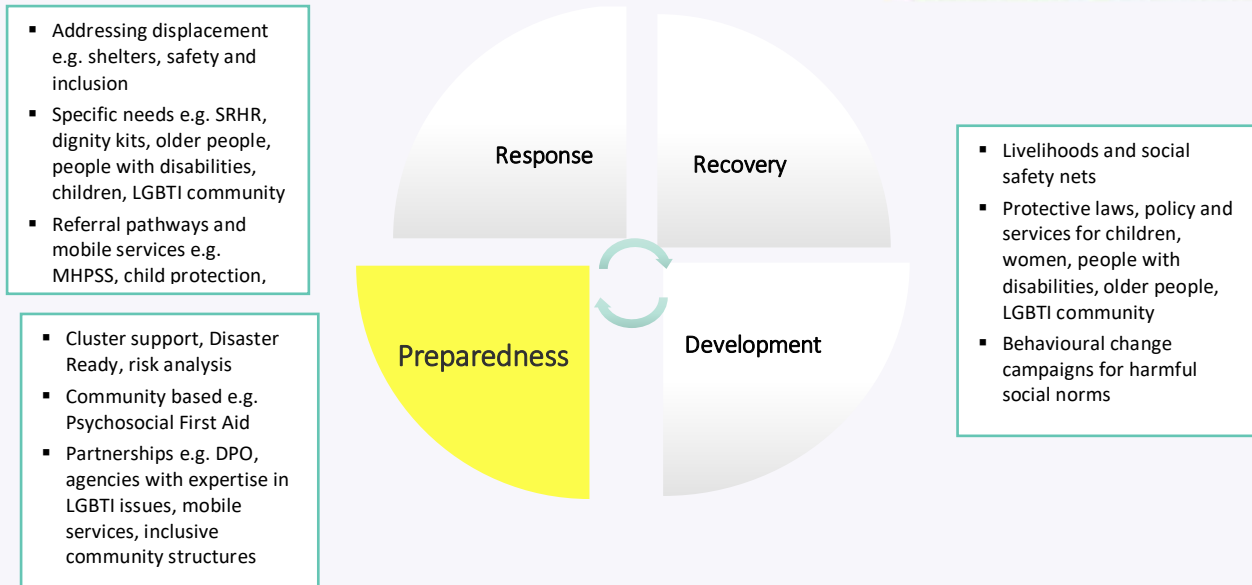 ▪ Addressing displacement
e.g. shelters, safety and
inclusion
▪ Specific needs e.g. SRHR,
dignity kits, older people,
people with disabilities,
children, LGBTI community
▪ Referral pathways and
mobile services e.g.
MHPSS, child protection,
▪ Cluster support, Disaster
Ready, risk analysis
▪ Community based e.g.
Psychosocial First Aid
▪ Partnerships e.g. DPO,
agencies with expertise in
LGBTI issues, mobile
services, inclusive
community structures
Response
Recovery
Preparedness
Development
▪ Livelihoods and social
safety nets
▪ Protective laws, policy and
services for children,
women, people with
disabilities, older people,
LGBTI community
▪ Behavioural change
campaigns for harmful
social norms